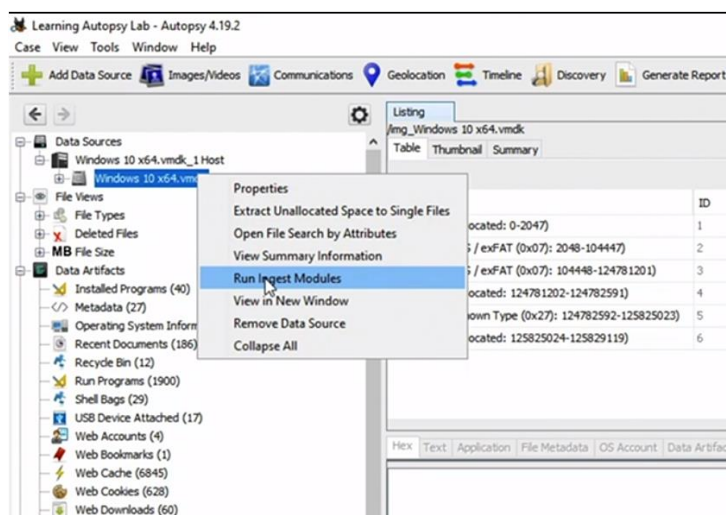 Learning Autopsy Lab - Autopsy 4.19.2
Case View Tools Window Help
Add Data Source Images/Videos Communications Geolocation Timeline Discovery Generate Report
Listing
/img_Windows 10 x64.vmdk
Table Thumbnail Summary
Data Sources
Windows 10 x64.vmdk_1 Host
Windows 10 x64.vm
File Views
File Types
Deleted Files
MB File Size
Data Artifacts
Installed Programs (40)
Metadata (27)
Operating System Inform
Recent Documents (186)
Recycle Bin (12)
Run Programs (1900)
Shell Bags (29)
USB Device Attached (17)
Web Accounts (4)
Web Bookmarks (1)
Web Cache (6845)
Web Cookies (628)
Web Downloads (60)
Properties
Extract Unallocated Space to Single Files
Open File Search by Attributes
View Summary Information
Run Ingest Modules
View in New Window
Remove Data Source
Collapse All
ID
ocated: 0-2047) 1
/ exFAT (0x07): 2048-104447) 2
/ exFAT (0x07): 104448-124781201) 3
ocated: 124781202-124782591) 4
own Type (0x27): 124782592-125825023) 5
ocated: 125825024-125829119) 6
Hex Text Application File Metadata OS Account Data Artifac